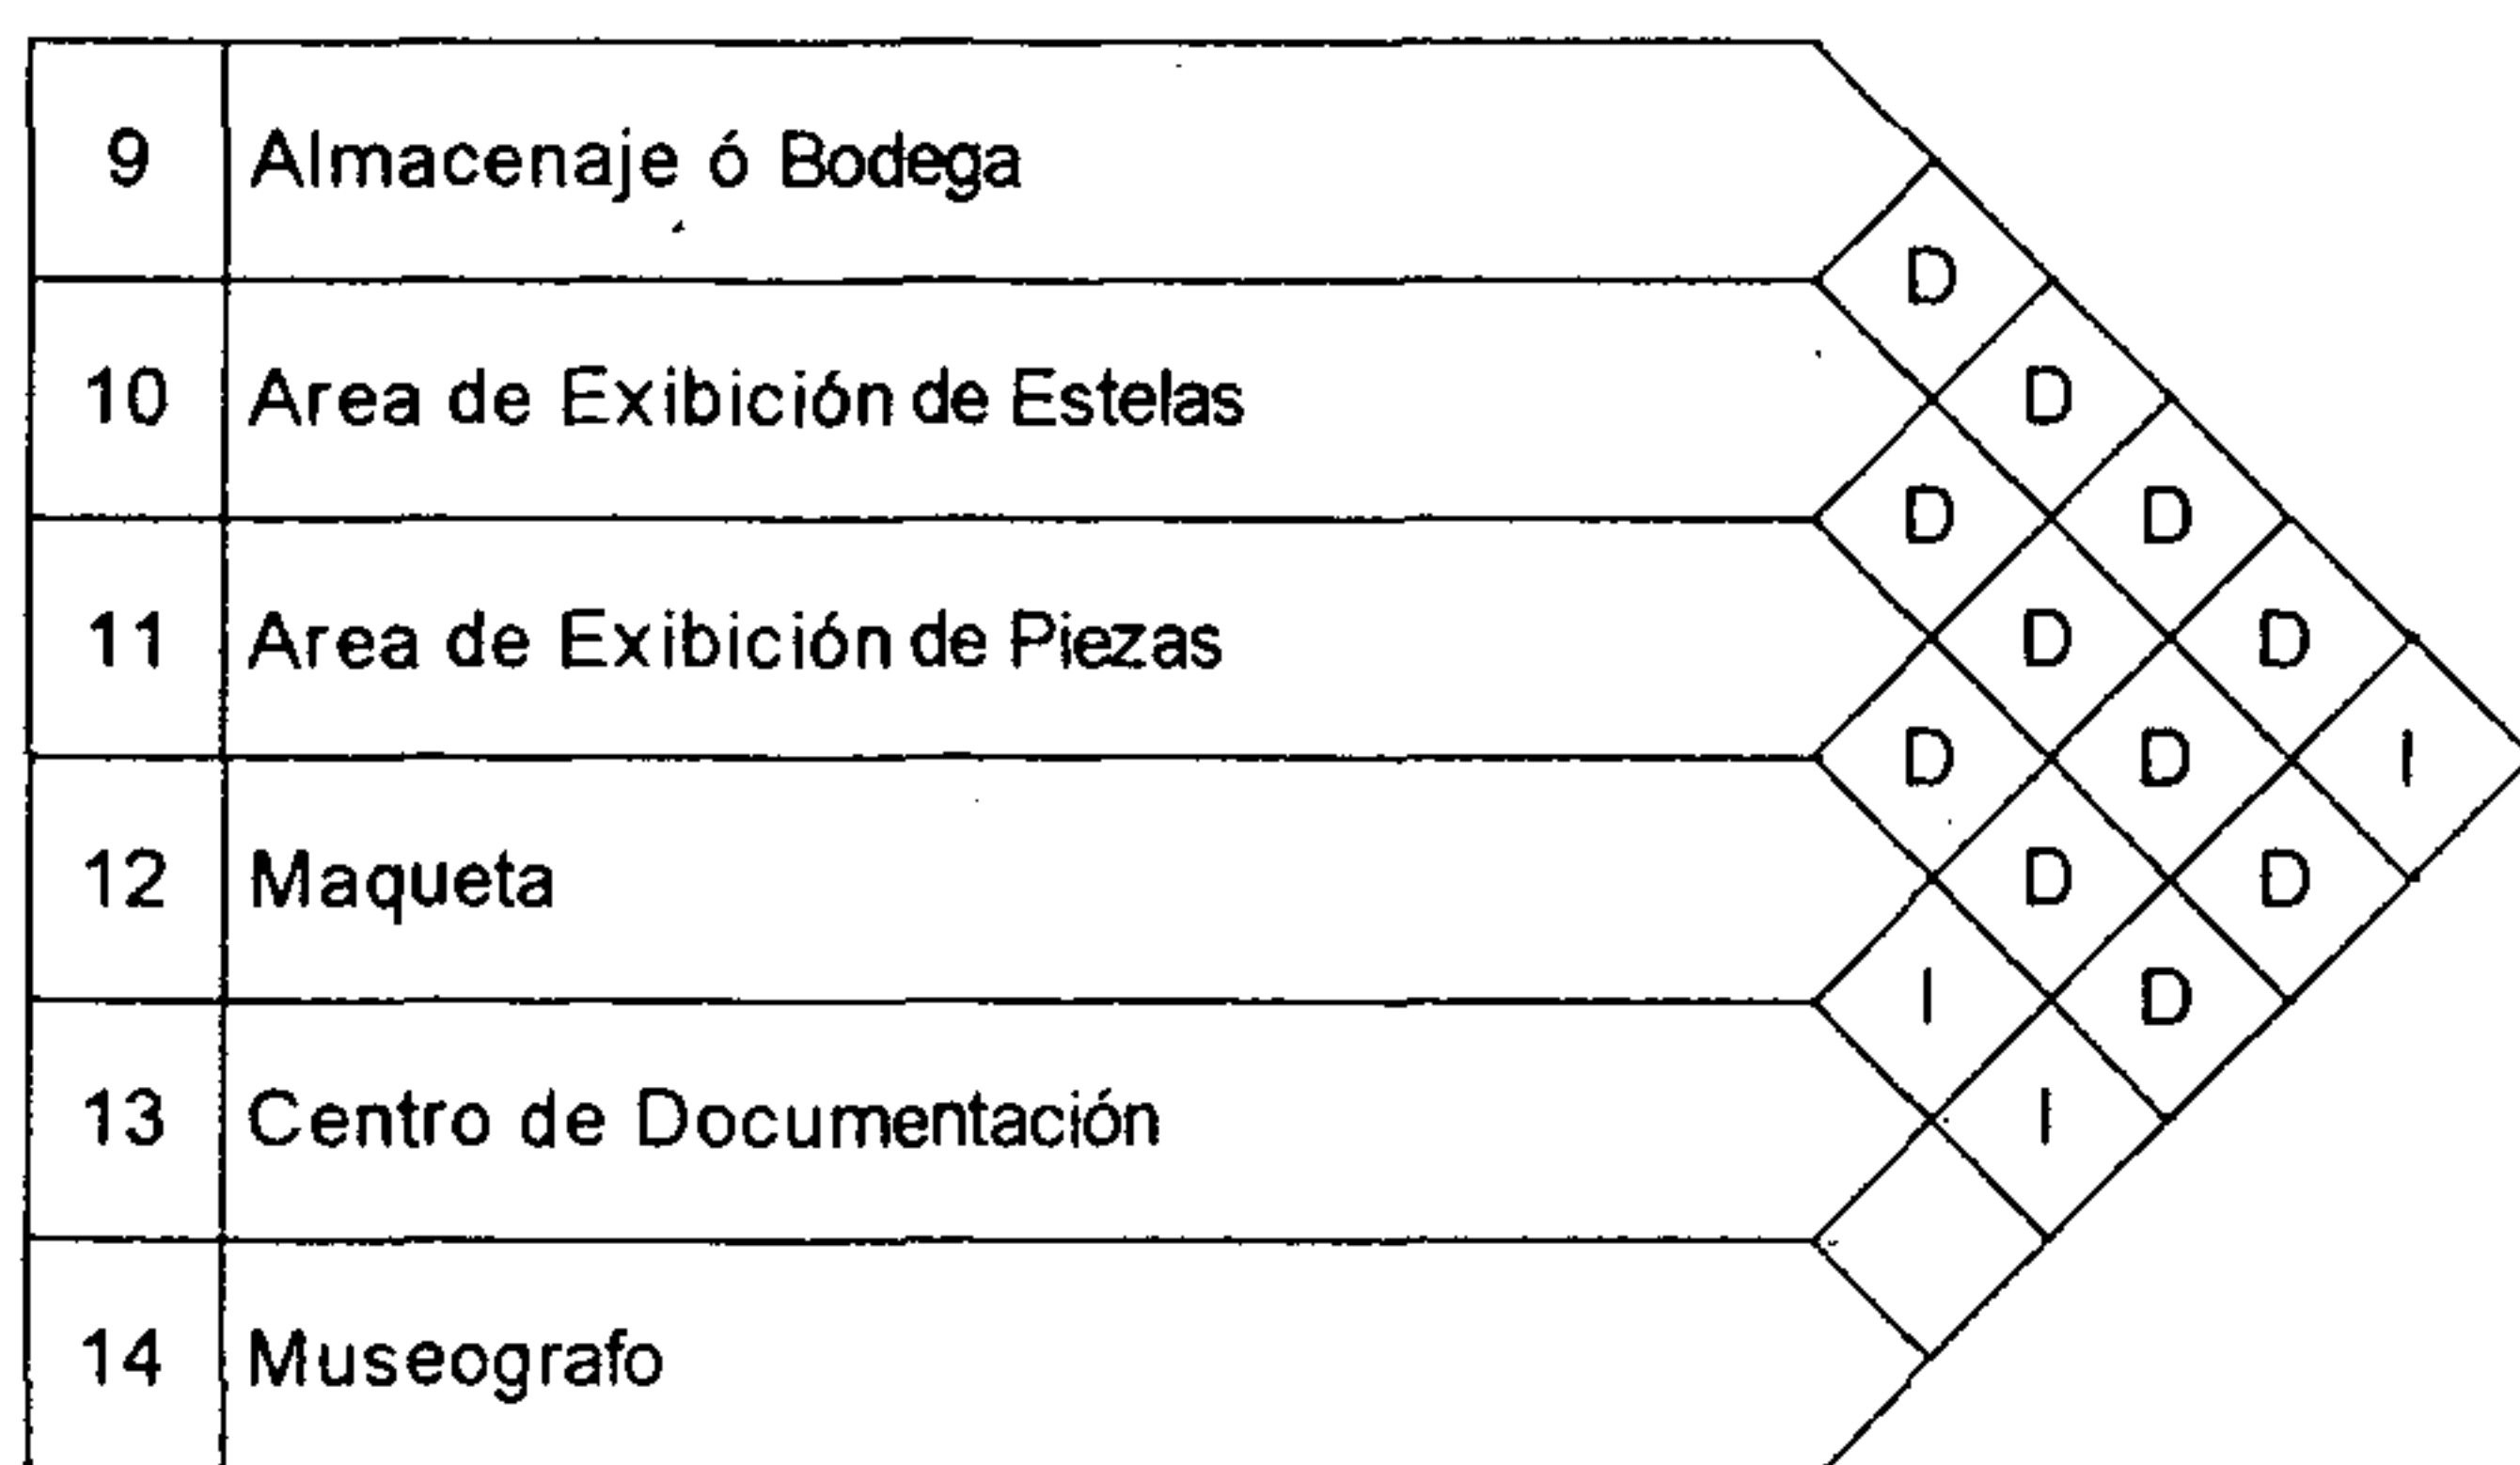 9 Almacenaje ó Bodega
D
10 Area de Exibición de Estelas
D
D
D
11 Area de Exibición de Piezas
D
D
D
D
I
12 Maqueta
D
D
I
D
13 Centro de Documentación
I
14 Museografo